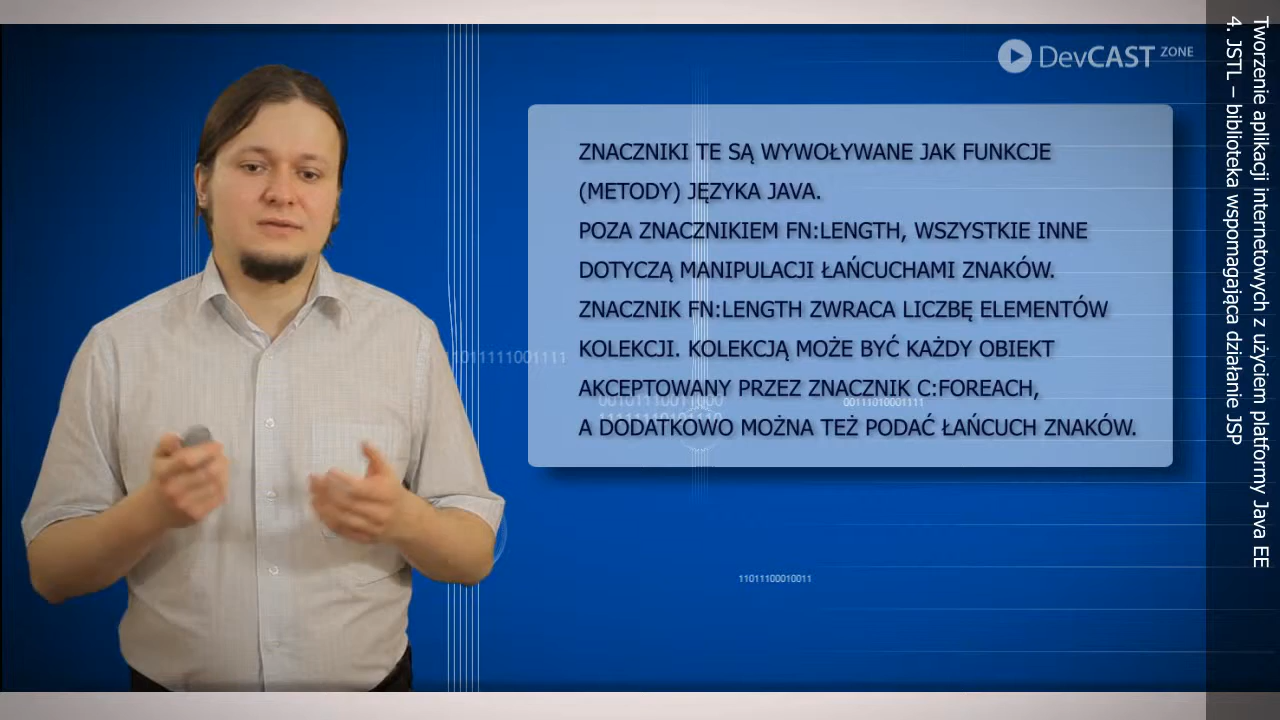 DevCAST ZONE
ZNACZNIKI TE SĄ WYWOŁYWANE JAK FUNKCJE
(METODY) JĘZYKA JAVA.
POZA ZNACZNIKIEM FN:LENGTH, WSZYSTKIE INNE
DOTYCZĄ MANIPULACJI ŁAŃCUCHAMI ZNAKÓW.
ZNACZNIK FN:LENGTH ZWRACA LICZBĘ ELEMENTÓW
KOLEKCJI. KOLEKCJĄ MOŻE BYĆ KAŻDY OBIEKT
AKCEPTOWANY PRZEZ ZNACZNIK C:FOREACH,
A DODATKOWO MOŻNA TEŻ PODAĆ ŁAŃCUCH ZNAKÓW.
11011100010011
Tworzenie aplikacji internetowych z użyciem platformy Java EE
4. JSTL – biblioteka wspomagająca działanie JSP